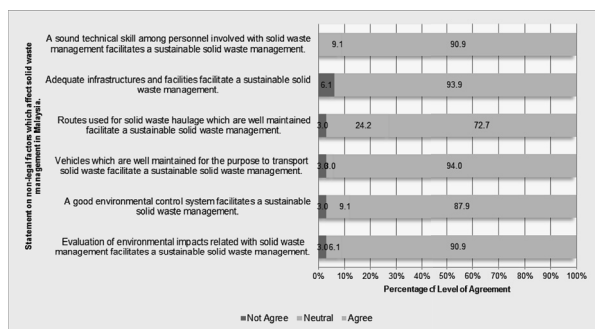 Statement on non-legal factors which affect solid waste
management in Malaysia.
A sound technical skill among personnel involved with solid waste
management facilitates a sustainable solid waste management.
9.1 90.9
Adequate infrastructures and facilities facilitate a sustainable solid
waste management.
6.1 93.9
Routes used for solid waste haulage which are well maintained
facilitate a sustainable solid waste management.
3.0 24.2 72.7
Vehicles which are well maintained for the purpose to transport
solid waste facilitate a sustainable solid waste management.
3.0 3.0 94.0
A good environmental control system facilitates a sustainable
solid waste management.
3.0 9.1 87.9
Evaluation of environmental impacts related with solid waste
management facilitates a sustainable solid waste management.
3.0 6.1 90.9
0% 10% 20% 30% 40% 50% 60% 70% 80% 90% 100%
Percentage of Level of Agreement
Not Agree Neutral Agree